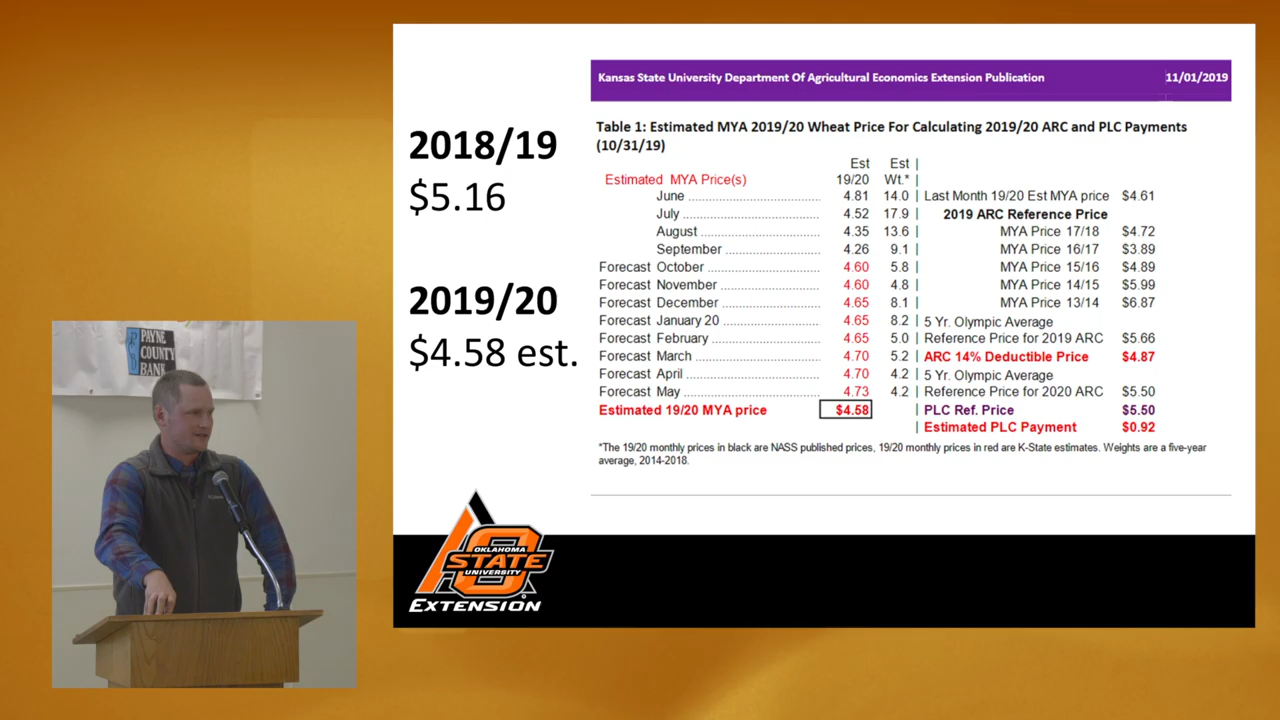 Kansas State University Department Of Agricultural Economics Extension Publication 11/01/2019
2018/19
$5.16
2019/20
$4.58 est.
Table 1: Estimated MYA 2019/20 Wheat Price For Calculating 2019/20 ARC and PLC Payments
(10/31/19)
Est Est
Estimated MYA Price(s) 19/20 Wt.*
June 4.81 14.0 Last Month 19/20 Est MYA price $4.61
July 4.52 17.9 2019 ARC Reference Price
August 4.35 13.6 MYA Price 17/18 $4.72
September 4.26 9.1 MYA Price 16/17 $3.89
Forecast October 4.60 5.8 MYA Price 15/16 $4.89
Forecast November 4.60 4.8 MYA Price 14/15 $5.99
Forecast December 4.65 8.1 MYA Price 13/14 $6.87
Forecast January 20 4.65 8.2 5 Yr. Olympic Average
Forecast February 4.65 5.0 Reference Price for 2019 ARC $5.66
Forecast March 4.70 5.2 ARC 14% Deductible Price $4.87
Forecast April 4.70 4.2 5 Yr. Olympic Average
Forecast May 4.73 4.2 Reference Price for 2020 ARC $5.50
Estimated 19/20 MYA price $4.58 PLC Ref. Price $5.50
Estimated PLC Payment $0.92
*The 19/20 monthly prices in black are NASS published prices, 19/20 monthly prices in red are K-State estimates. Weights are a five-year
average, 2014-2018.
PAYNE
COUNTY
BANK
OKLAHOMA
STATE
UNIVERSITY
EXTENSION